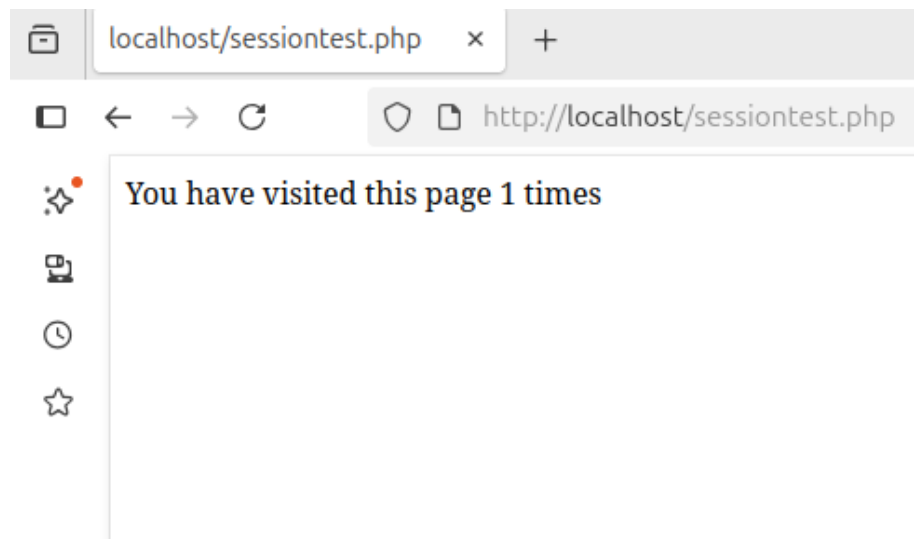 localhost/sessiontest.php
http://localhost/sessiontest.php
You have visited this page 1 times